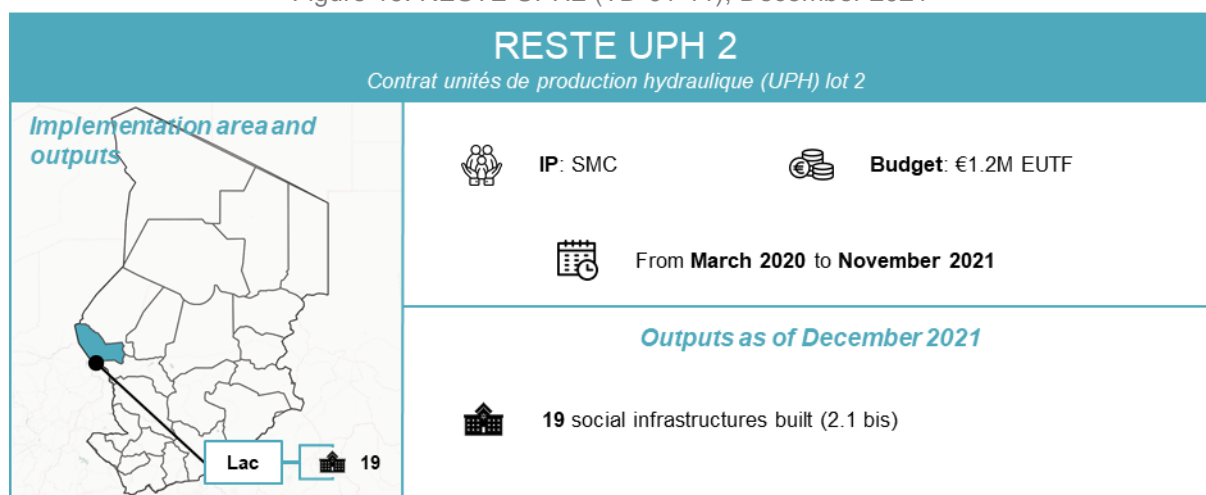 RESTE UPH 2
Contrat unités de production hydraulique (UPH) lot 2
Implementation area and
outputs
IP: SMC
Budget: €1.2M EUTF
From March 2020 to November 2021
Outputs as of December 2021
19 social infrastructures built (2.1 bis)
Lac
19